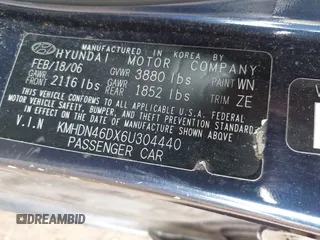 MANUFACTURED IN KOREA BY
HYUNDAI MOTOR COMPANY
FEB/18/06 GVWR 3880 lbs PAINT WN
GAWR FRONT 2116 lbs GAWR REAR 1852 lbs TRIM ZE
THIS VEHICLE CONFORMS TO ALL APPLICABLE U.S.A. FEDERAL
MOTOR VEHICLE SAFETY, BUMPER, AND THEFT PREVENTION
STANDARDS IN EFFECT ON THE DATE OF MANUFACTURE
SHOWN ABOVE.
V.I.N KMHDN46DX6U304440
PASSENGER CAR
DREAMBID